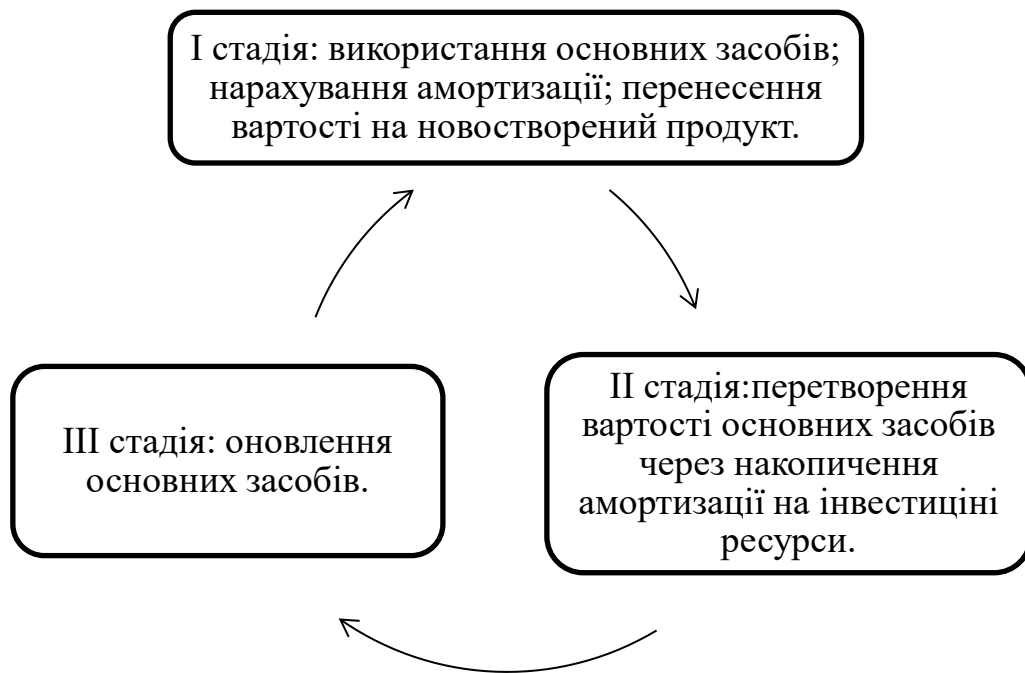 І стадія: використання основних засобів;
нарахування амортизації; перенесення
вартості на новостворений продукт.
ІІ стадія:перетворення
вартості основних засобів
через накопичення
амортизації на інвестиціні
ресурси.
ІІІ стадія: оновлення
основних засобів.